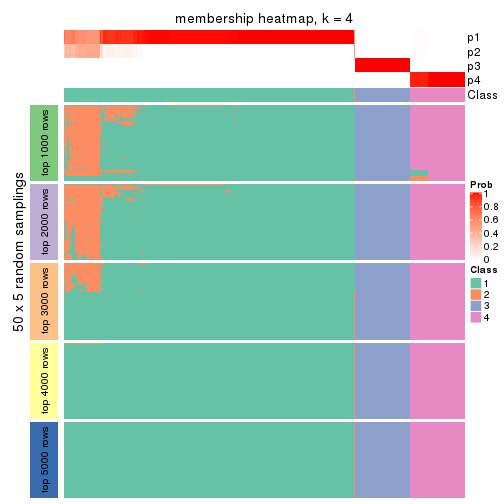 membership heatmap, k = 4
p1
p2
p3
p4
Class
50 x 5 random samplings
top 1000 rows
top 2000 rows
top 3000 rows
top 4000 rows
top 5000 rows
Prob
1
0.8
0.6
0.4
0.2
0
Class
1
2
3
4